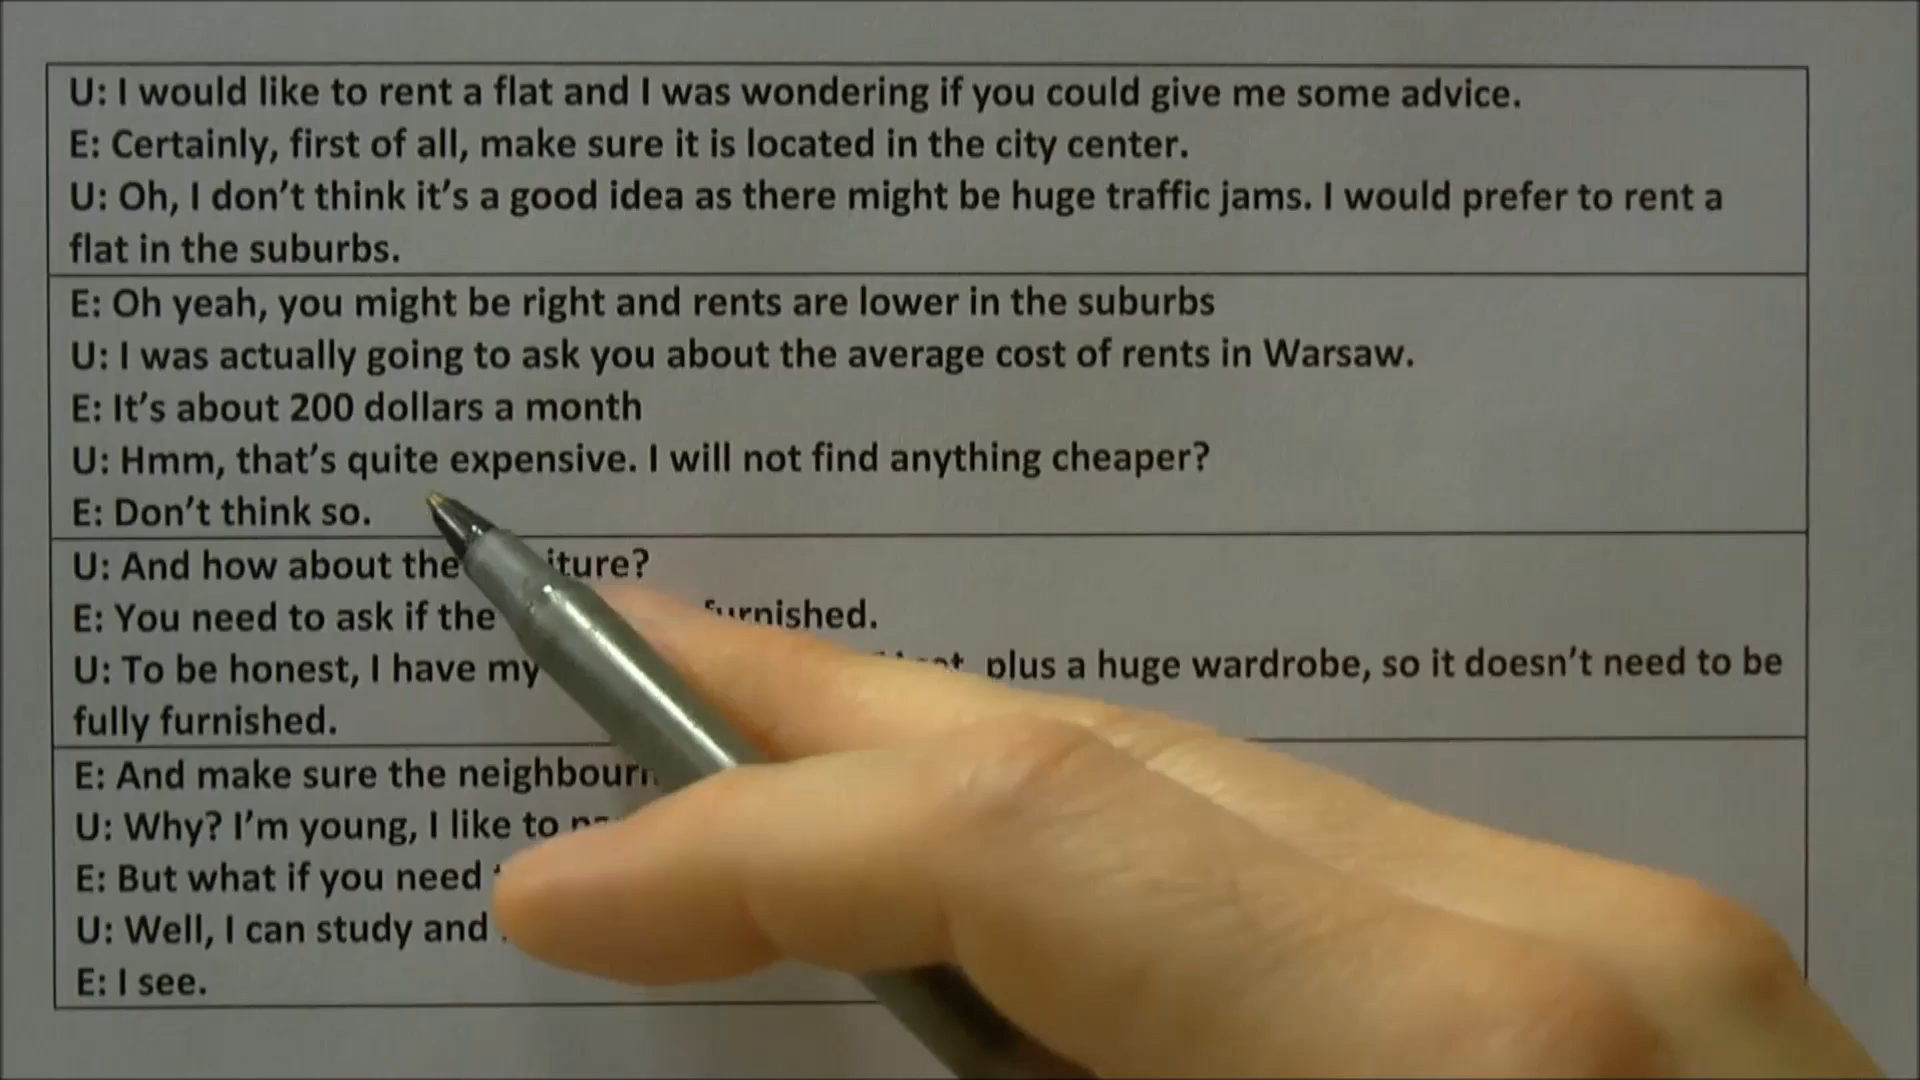 U: I would like to rent a flat and I was wondering if you could give me some advice.
E: Certainly, first of all, make sure it is located in the city center.
U: Oh, I don't think it's a good idea as there might be huge traffic jams. I would prefer to rent a
flat in the suburbs.
E: Oh yeah, you might be right and rents are lower in the suburbs
U: I was actually going to ask you about the average cost of rents in Warsaw.
E: It's about 200 dollars a month
U: Hmm, that's quite expensive. I will not find anything cheaper?
E: Don't think so.
U: And how about the
E: You need to ask if the furnished.
U: To be honest, I have my plus a huge wardrobe, so it doesn't need to be
fully furnished.
E: And make sure the
U: Why? I'm young, I like to
E: But what if you need
U: Well, I can study and
E: I see.